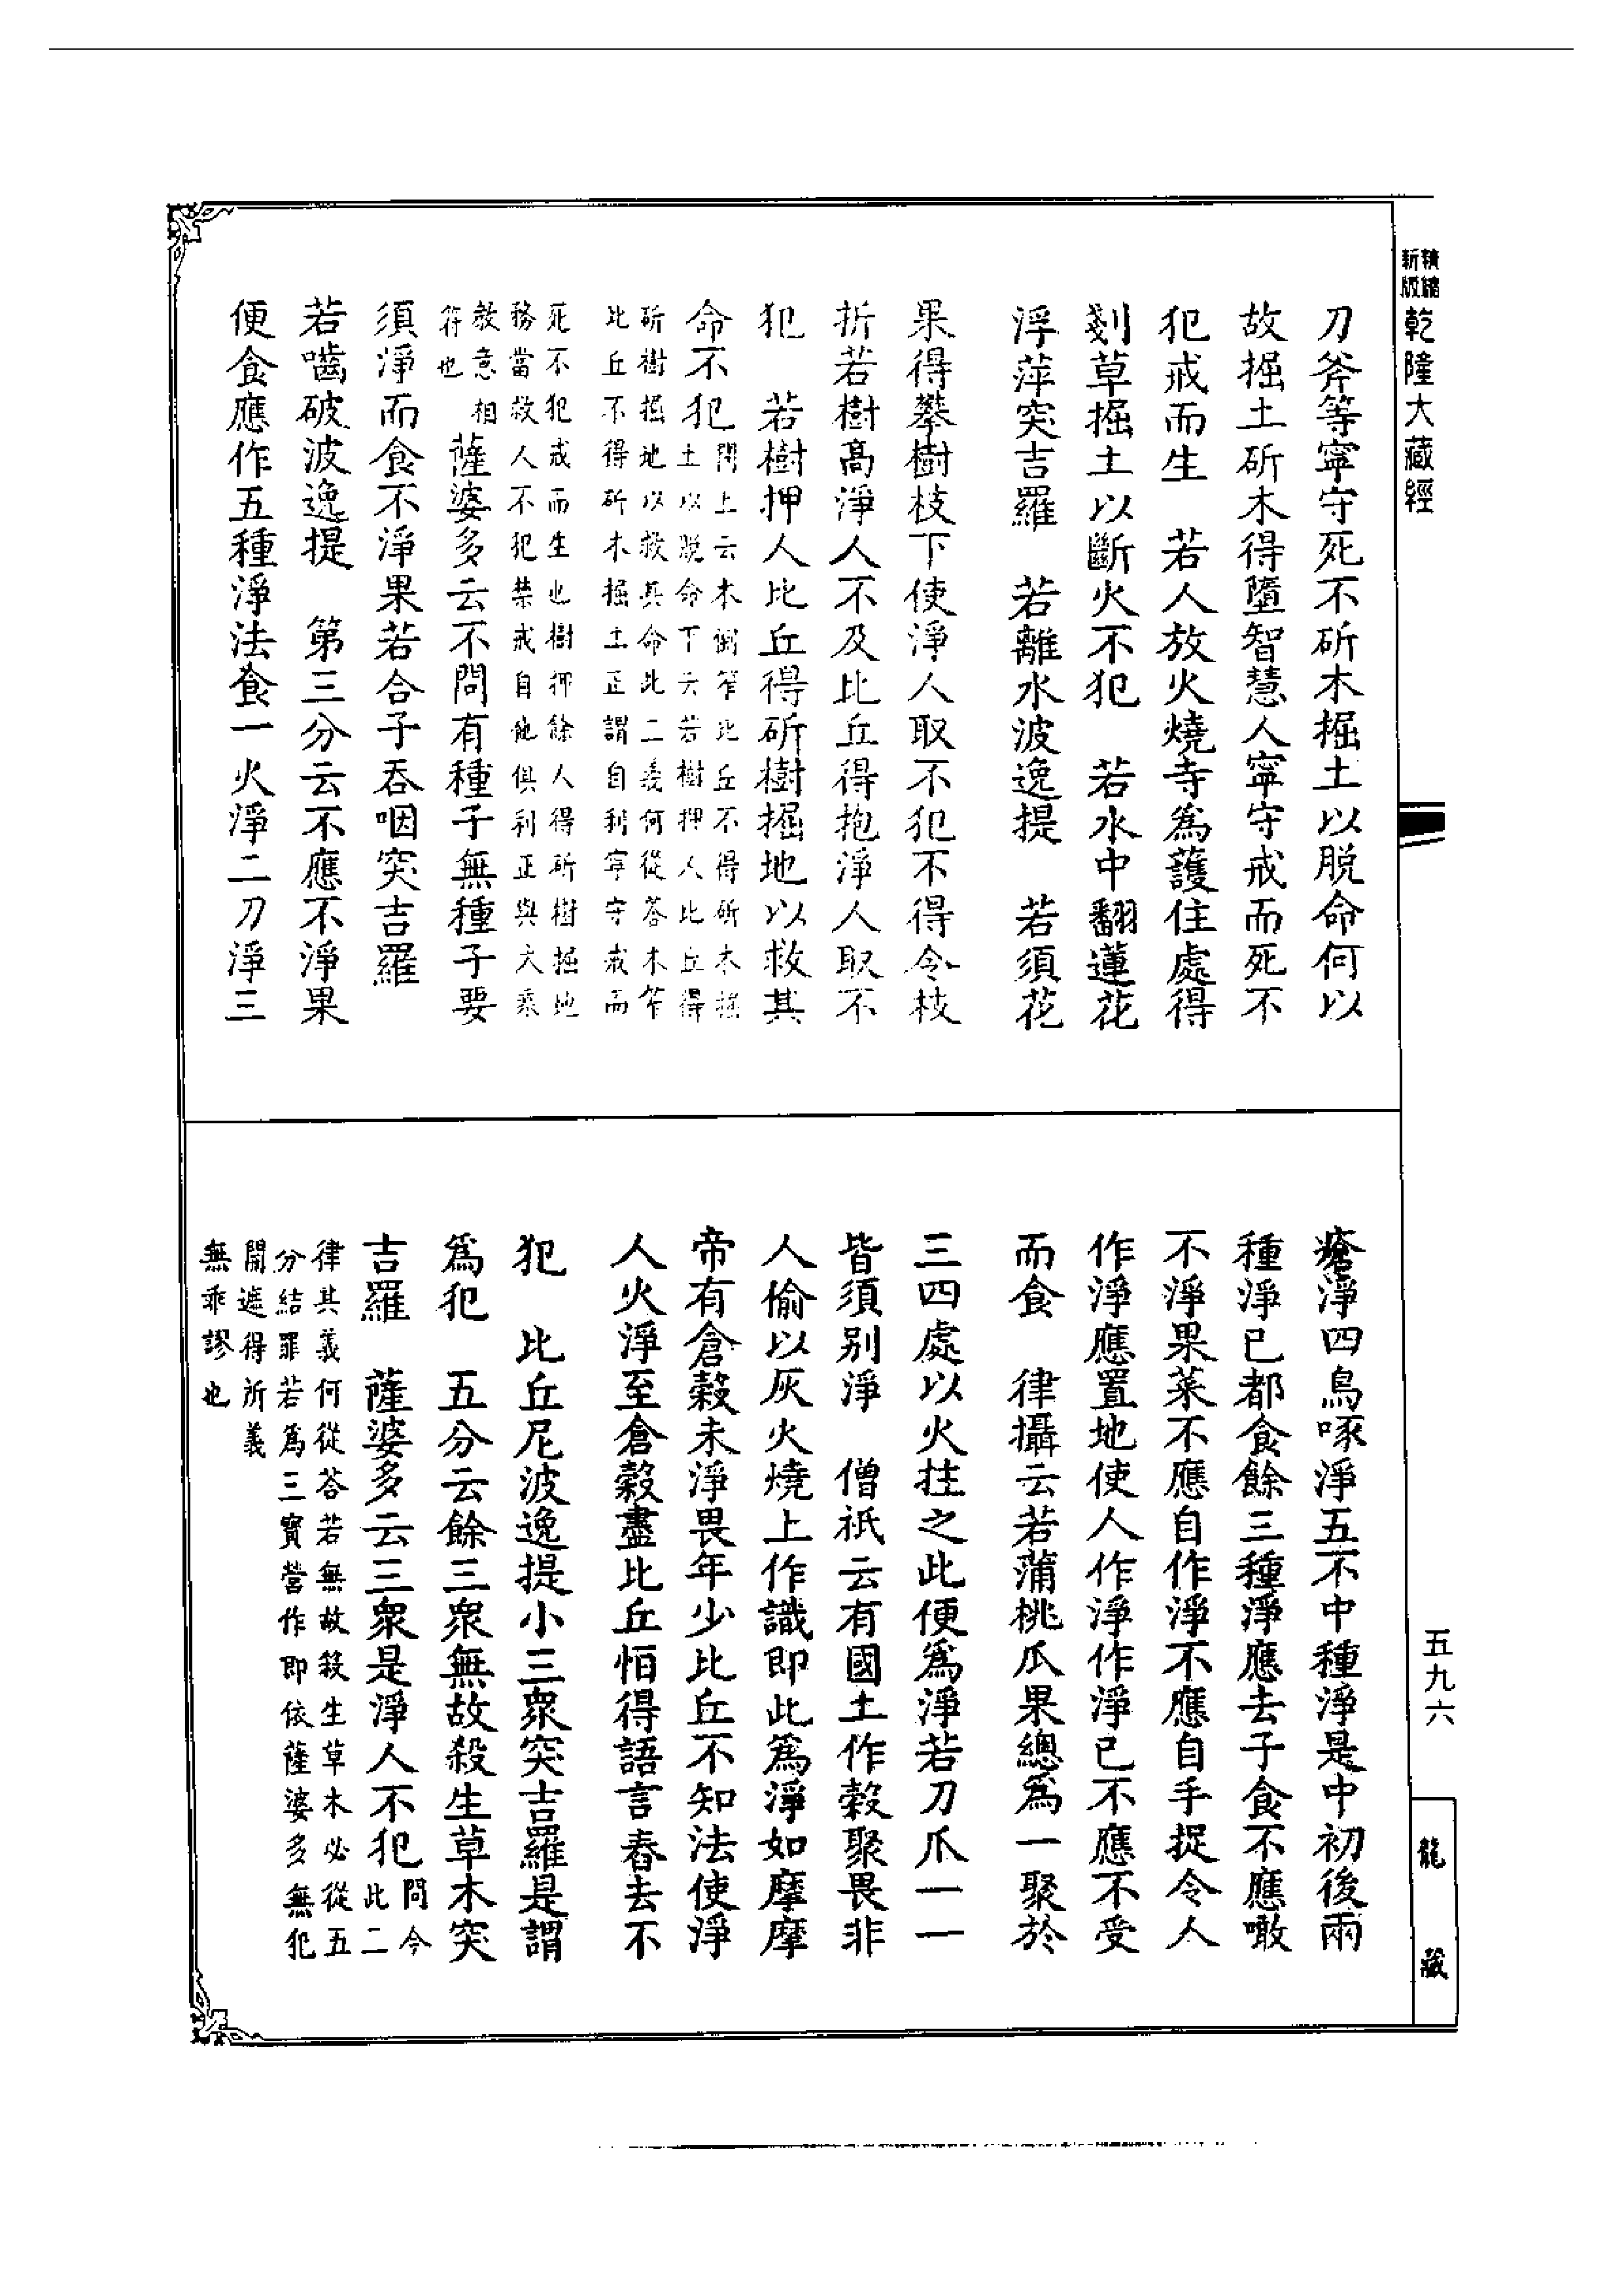 新版
精縮
乾隆大藏經
刀斧等寧守死不斫木掘土以脫命何以
故掘土斫木得墮智慧人寧守戒而死不
犯戒而生　若人放火燒寺爲護住處得
剗草掘土以斷火不犯　若水中翻蓮花
浮萍突吉羅　若離水波逸提　若須花
果得攀樹枝下使淨人取不犯不得令枝
折若樹高淨人不及比丘得抱淨人取不
犯　若樹押人比丘得斫樹掘地以救其
命不犯
問上云木倒笮比丘不得斫木掘
土以脫命下云若樹押人比丘得
斫樹掘地以救其命此二義何從答木笮
比丘不得斫木掘土正謂自利寧守戒而
死不犯戒而生也樹押餘人得斫樹掘地
務當救人不犯禁戒自他俱利正與大乘
教意相
符也
薩婆多云不問有種子無種子要
須淨而食不淨果若合子吞咽突吉羅
若嚙破波逸提　第三分云不應不淨果
便食應作五種淨法食一火淨二刀淨三
瘡淨四鳥啄淨五不中種淨是中初後兩
種淨已都食餘三種淨應去子食不應噉
不淨果菜不應自作淨不應自手捉令人
作淨應置地使人作淨作淨已不應不受
而食　律攝云若蒲桃瓜果總爲一聚於
三四處以火拄之此便爲淨若刀爪一一
皆須別淨　僧祇云有國土作穀聚畏非
人偷以灰火燒上作識即此爲淨如摩摩
帝有倉穀未淨畏年少比丘不知法使淨
人火淨至倉穀盡比丘怕得語言舂去不
犯　比丘尼波逸提小三衆突吉羅是謂
爲犯　五分云餘三衆無故殺生草木突
吉羅　薩婆多云三衆是淨人不犯
問今
此二
律其義何從答若無故殺生草木必從五
分結罪若爲三寶營作即依薩婆多無犯
開遮得所義
無乖謬也
五九六
龍藏